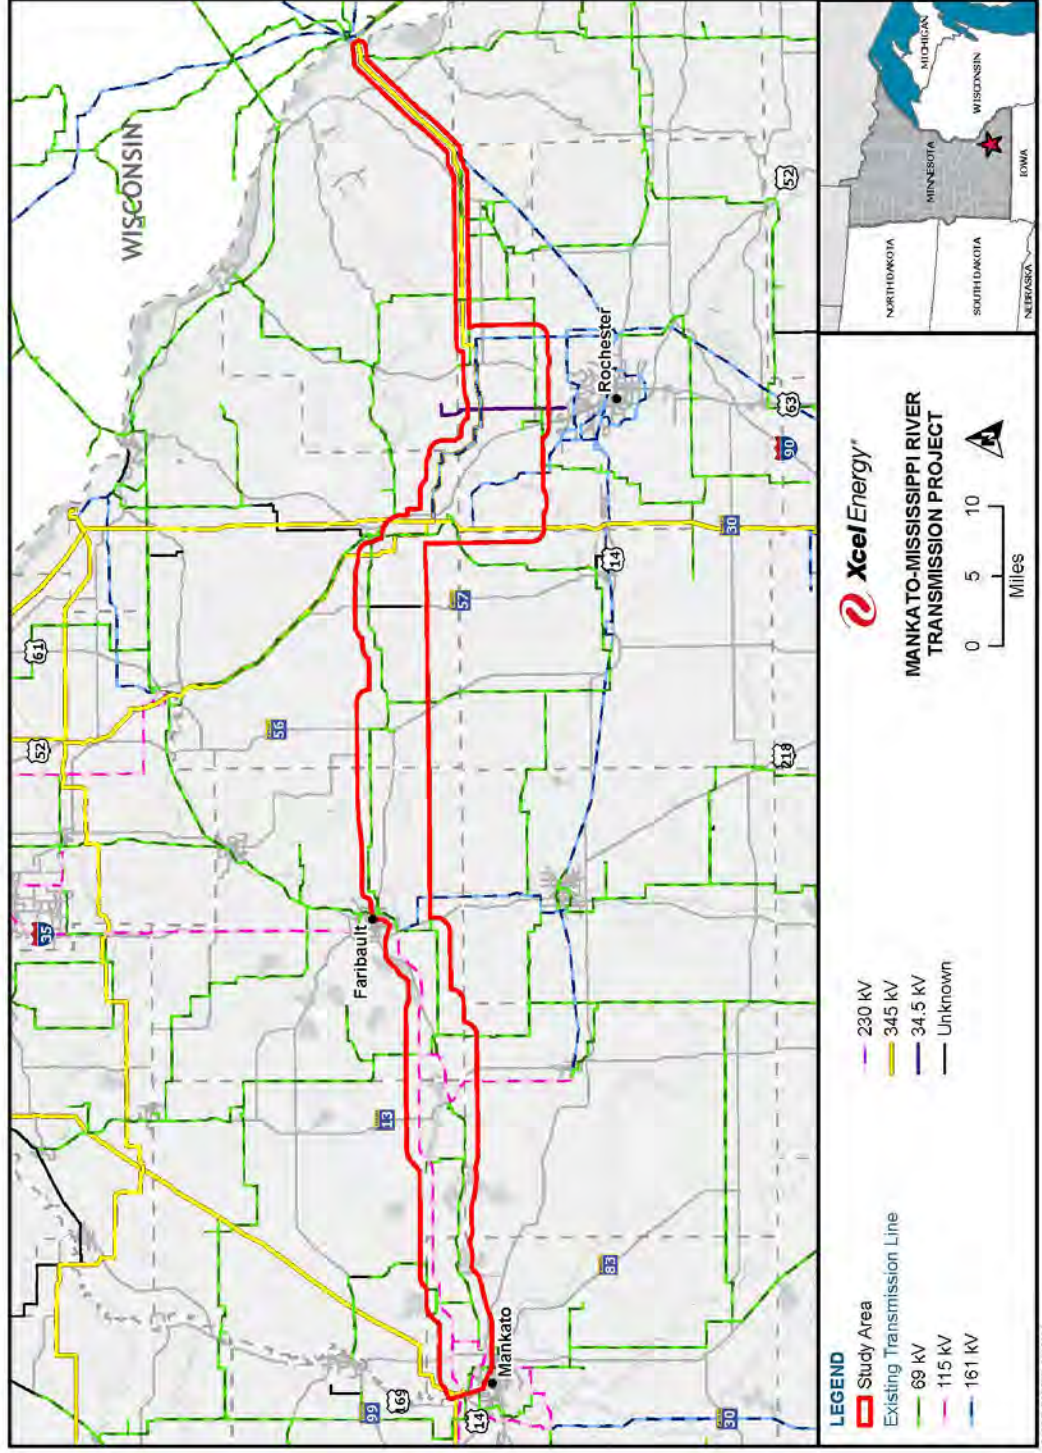 WISCONSIN
61
52
35
56
57
Faribault
13
Rochester
52
63
90
30
14
218
99
169
14
Mankato
83
30
LEGEND
Study Area
Existing Transmission Line
69 kV
115 kV
161 kV
230 kV
345 kV
34.5 kV
Unknown
Xcel Energy®
MANKATO-MISSISSIPPI RIVER
TRANSMISSION PROJECT
N
0 5 10
Miles
NORTH DAKOTA
SOUTH DAKOTA
NEBRASKA
MINNESOTA
IOWA
WISCONSIN
MICHIGAN